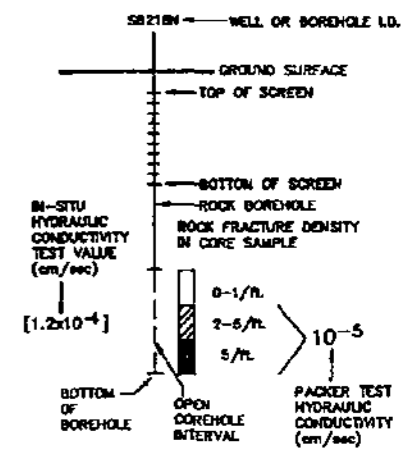 SB21BN WELL OR BOREHOLE I.D.
GROUND SURFACE
TOP OF SCREEN
BOTTOM OF SCREEN
ROCK BOREHOLE
IN-SITU
HYDRAULIC
CONDUCTIVITY
TEST VALUE
(cm/sec)
ROCK FRACTURE DENSITY
IN CORE SAMPLE
0-1/ft.
2-5/ft.
5/ft.
[1.2x10-4]
10-5
BOTTOM
OF
BOREHOLE
OPEN
COREHOLE
INTERVAL
PACKER TEST
HYDRAULIC
CONDUCTIVITY
(cm/sec)